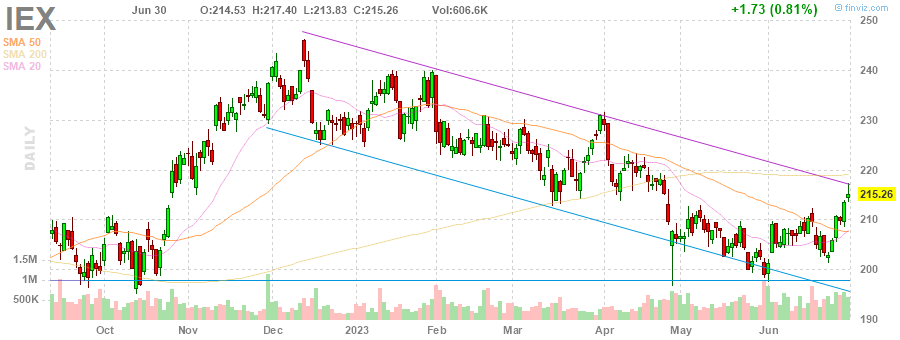 IEX Jun 30 O:214.53 H:217.40 L:213.83 C:215.26 Vol:606.6K +1.73 (0.81%) © finviz.com
SMA 50
SMA 200
SMA 20
DAILY
250
240
230
220
215.26
210
200
190
1.5M
1M
500K
Oct Nov Dec 2023 Feb Mar Apr May Jun